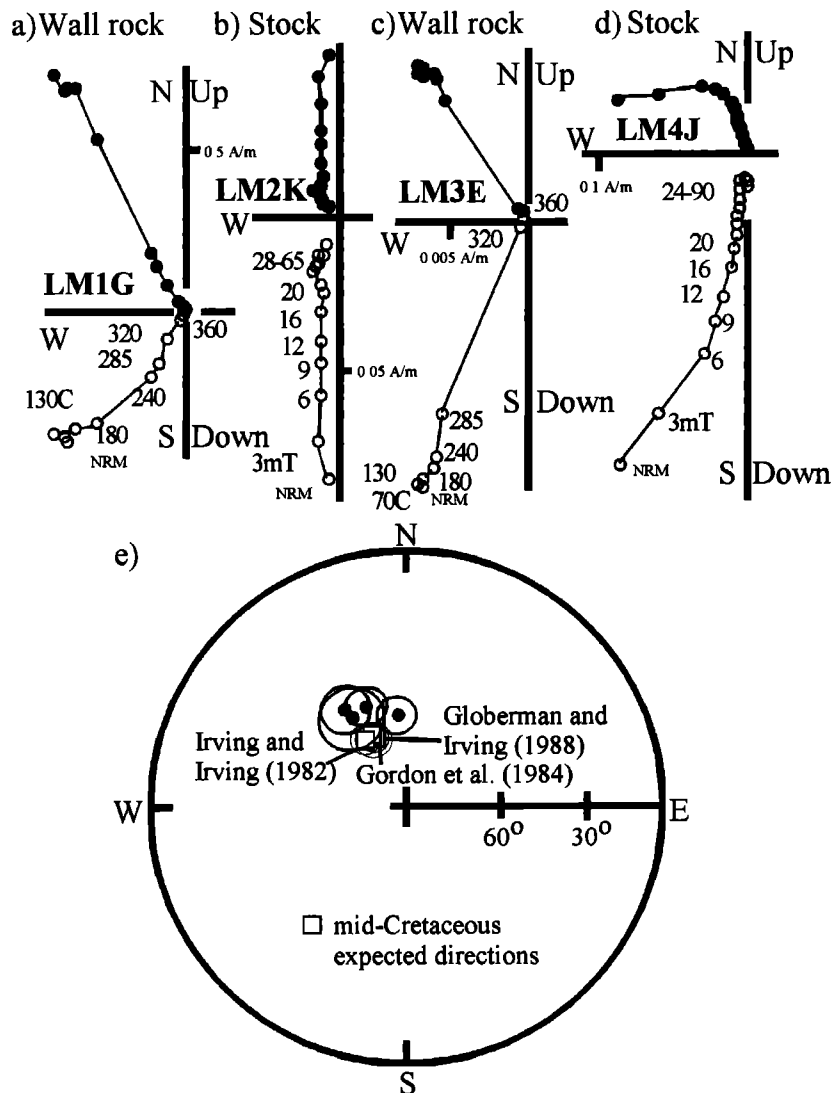 a) Wall rock
b) Stock
c) Wall rock
d) Stock
N Up
0 5 A/m
LM1G
W
320
360
285
130C
240
180
NRM
S Down
LM2K
W
28-65
20
16
12
9
6
0 05 A/m
3mT
NRM
N Up
LM3E
360
W
320
0 005 A/m
285
240
130
180
70C
NRM
S Down
N Up
W
LM4J
0 1 A/m
24-90
20
16
12
9
6
3mT
NRM
S Down
e)
N
Irving and
Irving (1982)
Globerman and
Irving (1988)
Gordon et al. (1984)
W
E
60°
30°
□ mid-Cretaceous
expected directions
S